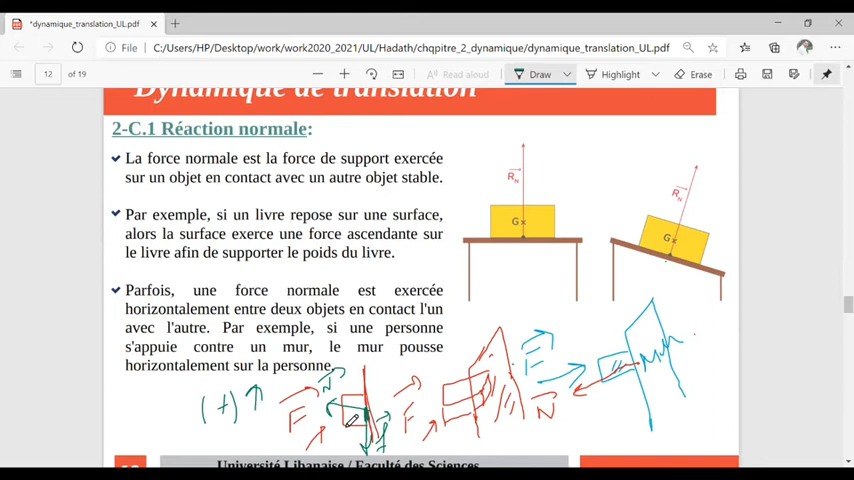 *dynamique_translation_UL.pdf
File
C:/Users/HP/Desktop/work/work2020_2021/UL/Hadath/chqpitre_2_dynamique/dynamique_translation_UL.pdf
12 of 19
Read aloud
Draw
Highlight
Erase
Dynamique de translation
2-C.1 Réaction normale:
La force normale est la force de support exercée
sur un objet en contact avec un autre objet stable.
Par exemple, si un livre repose sur une surface,
alors la surface exerce une force ascendante sur
le livre afin de supporter le poids du livre.
Parfois, une force normale est exercée
horizontalement entre deux objets en contact l'un
avec l'autre. Par exemple, si une personne
s'appuie contre un mur, le mur pousse
horizontalement sur la personne.
R_N
G
R_N
G
(+)
F
N
f
F
F
N
Université Libanaise / Faculté des Sciences